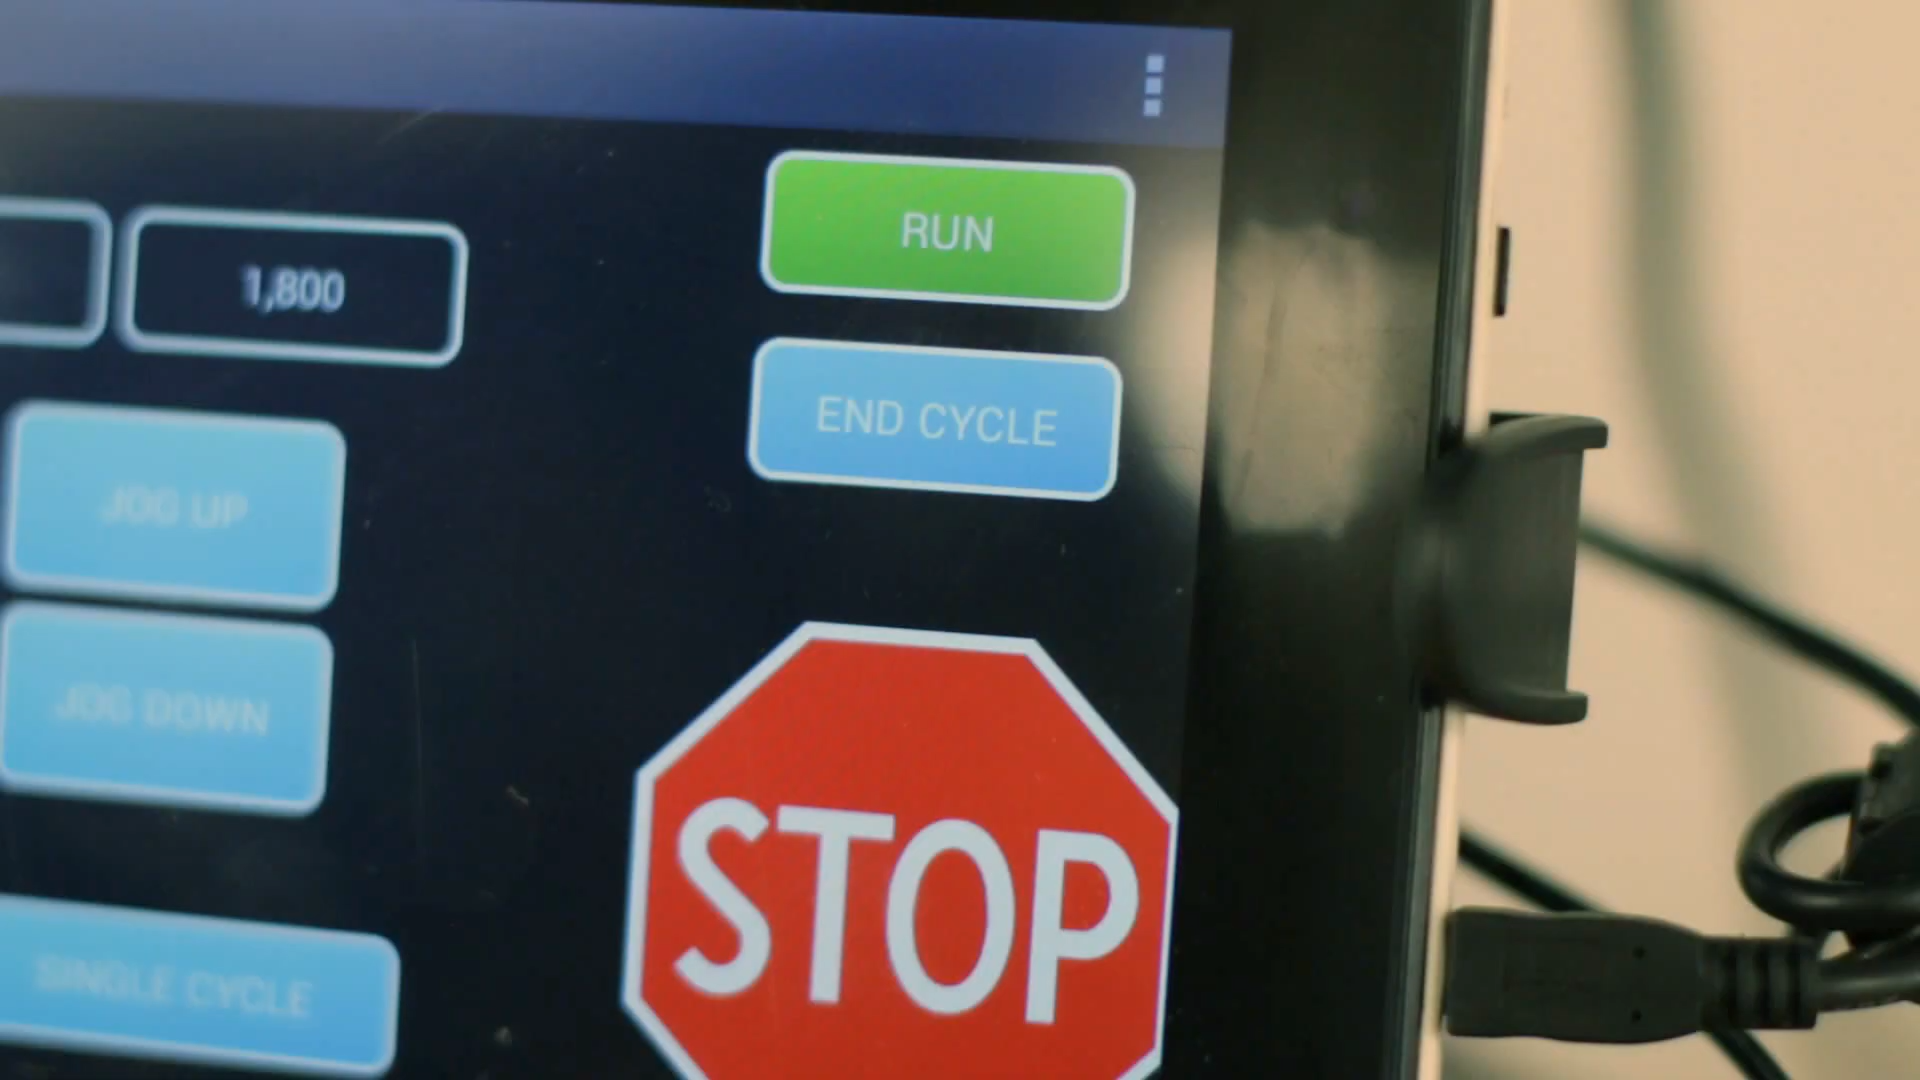 RUN
1,800
END CYCLE
JOG UP
JOG DOWN
STOP
SINGLE CYCLE